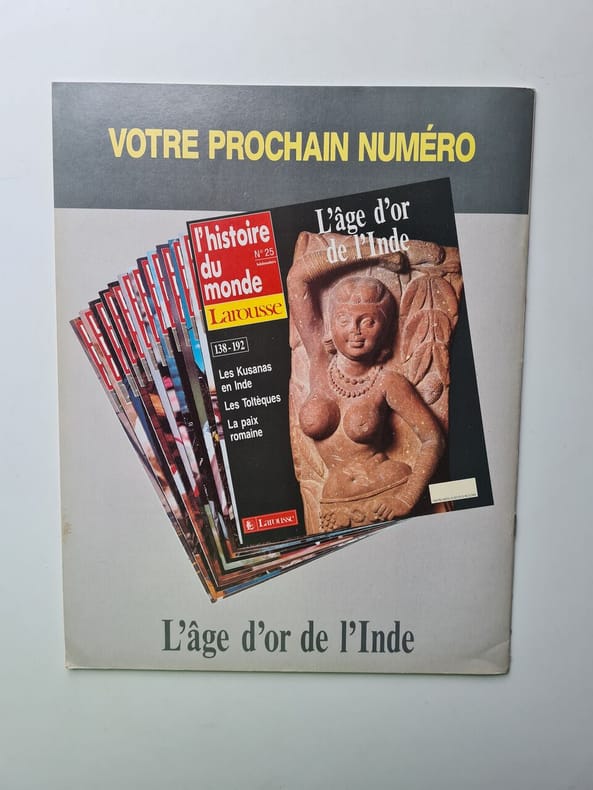 VOTRE PROCHAIN NUMÉRO
l'histoire
du
monde
N° 25
hebdomadaire
Larousse
L'âge d'or
de l'Inde
138-192
Les Kusanas
en Inde
Les Toltèques
La paix
romaine
Larousse
L'âge d'or de l'Inde